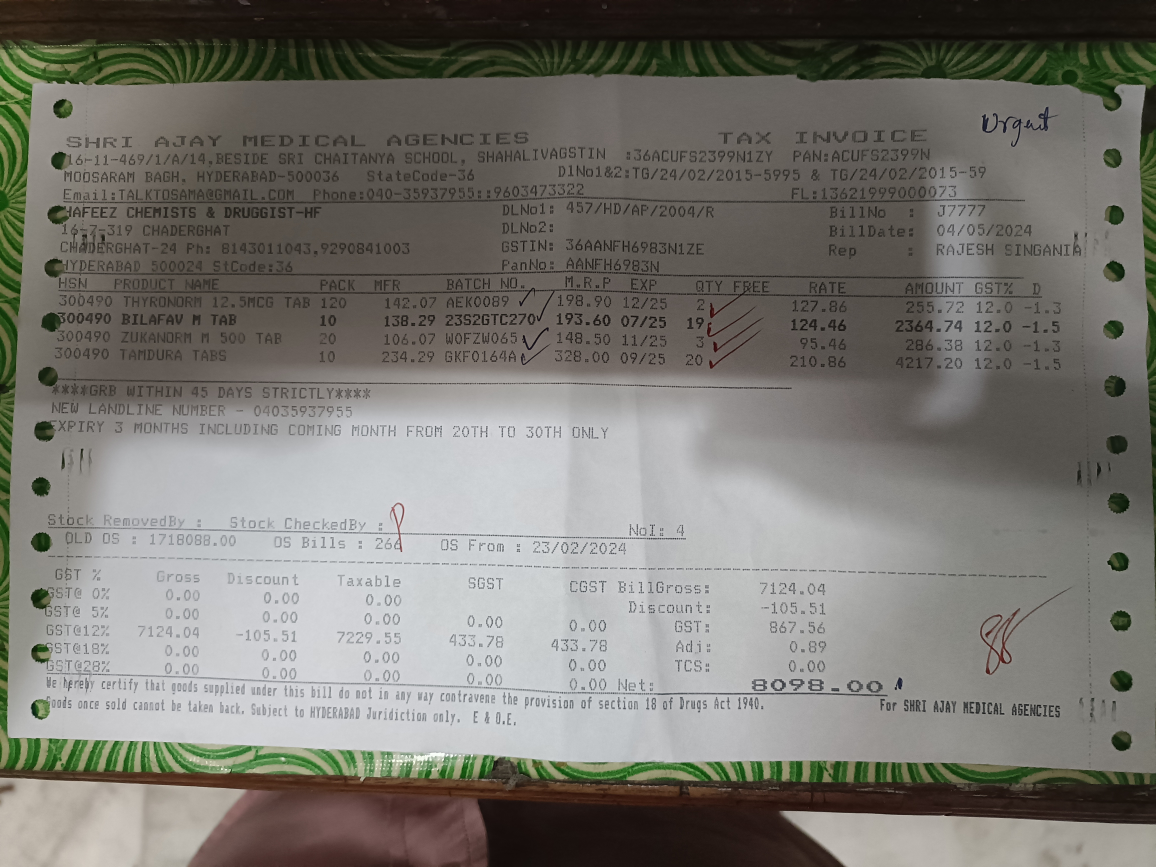 Urgent
SHRI AJAY MEDICAL AGENCIES TAX INVOICE
16-11-469/1/A/14,BESIDE SRI CHAITANYA SCHOOL, SHAHALIVAGSTIN :36ACUFS2399N1ZY PAN:ACUFS2399N
MOOSARAM BAGH, HYDERABAD-500036 StateCode-36 DlNo1&2:TG/24/02/2015-5995 & TG/24/02/2015-59
Email:TALKTOSAMA@GMAIL.COM Phone:040-35937955::9603473322 FL:13621999000073
HAFEEZ CHEMISTS & DRUGGIST-HF DLNo1: 457/HD/AP/2004/R BillNo : J7777
16-7-319 CHADERGHAT DLNo2: BillDate: 04/05/2024
CHADERGHAT-24 Ph: 8143011043,9290841003 GSTIN: 36AANFH6983N1ZE Rep : RAJESH SINGANIA
HYDERABAD 500024 StCode:36 PanNo: AANFH6983N
HSN PRODUCT NAME PACK MFR BATCH NO. M.R.P EXP QTY FREE RATE AMOUNT GST% D
300490 THYRONORM 12.5MCG TAB 120 142.07 AEK0089 198.90 12/25 2 127.86 255.72 12.0 -1.3
300490 BILAFAV M TAB 10 138.29 23S2GTC270 193.60 07/25 19 124.46 2364.74 12.0 -1.5
300490 ZUKANORM M 500 TAB 20 106.07 WOFZW065 148.50 11/25 3 95.46 286.38 12.0 -1.3
300490 TAMDURA TABS 10 234.29 GKF0164A 328.00 09/25 20 210.86 4217.20 12.0 -1.5
****GRB WITHIN 45 DAYS STRICTLY****
NEW LANDLINE NUMBER - 04035937955
EXPIRY 3 MONTHS INCLUDING COMING MONTH FROM 20TH TO 30TH ONLY
Stock RemovedBy : Stock CheckedBy : NoI: 4
OLD OS : 1718088.00 OS Bills : 264 OS From : 23/02/2024
GST % Gross Discount Taxable SGST CGST BillGross: 7124.04
GST@ 0% 0.00 0.00 0.00 Discount: -105.51
GST@ 5% 0.00 0.00 0.00 0.00 0.00 GST: 867.56
GST@12% 7124.04 -105.51 7229.55 433.78 433.78 Adj: 0.89
GST@18% 0.00 0.00 0.00 0.00 0.00 TCS: 0.00
GST@28% 0.00 0.00 0.00 0.00 0.00 Net: 8098.00
We hereby certify that goods supplied under this bill do not in any way contravene the provision of section 18 of Drugs Act 1940. For SHRI AJAY MEDICAL AGENCIES
Goods once sold cannot be taken back. Subject to HYDERABAD Juridiction only. E & O.E.